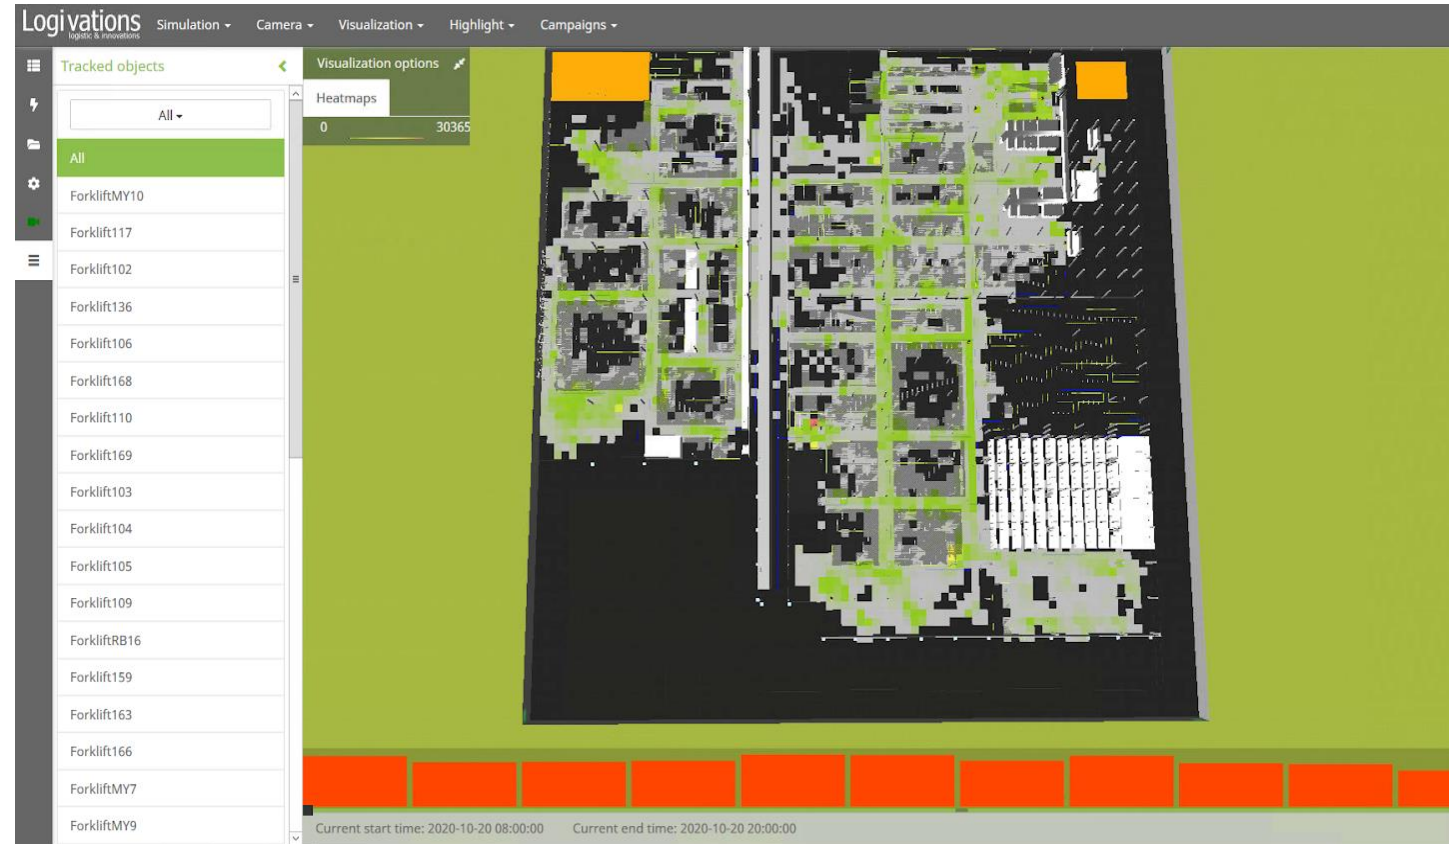 Logivations
logistic & innovations
Simulation
Camera
Visualization
Highlight
Campaigns
Tracked objects
All
All
ForkliftMY10
Forklift117
Forklift102
Forklift136
Forklift106
Forklift168
Forklift110
Forklift169
Forklift103
Forklift104
Forklift105
Forklift109
ForkliftRB16
Forklift159
Forklift163
Forklift166
ForkliftMY7
ForkliftMY9
Visualization options
Heatmaps
0 30365
Current start time: 2020-10-20 08:00:00 Current end time: 2020-10-20 20:00:00